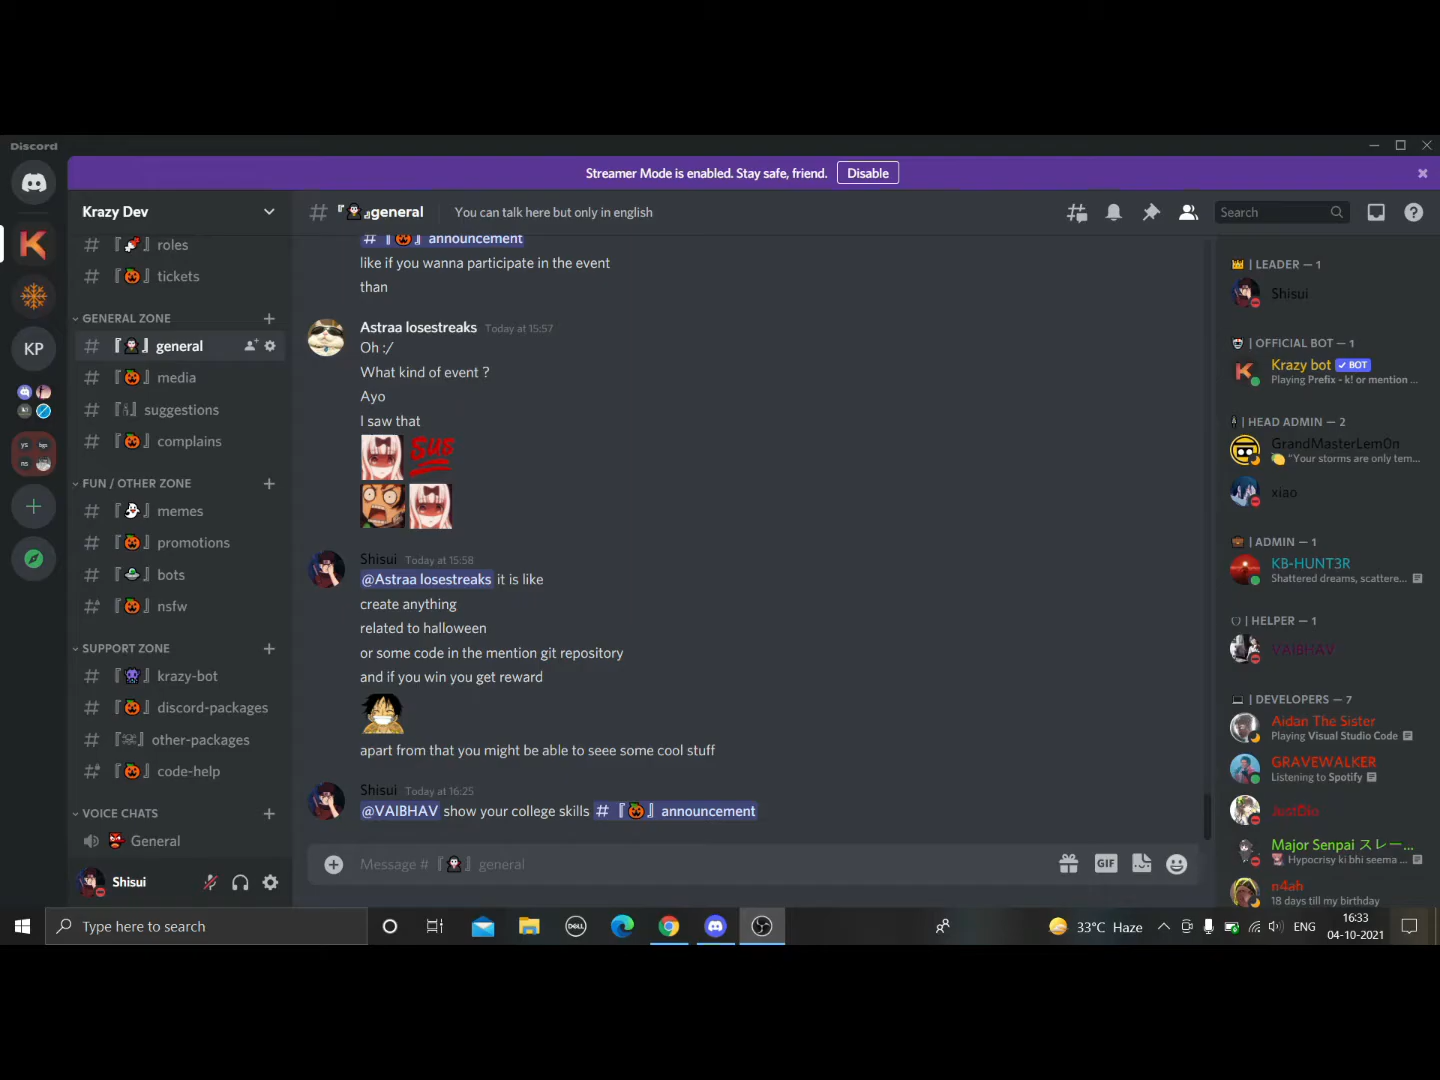 Discord
Streamer Mode is enabled. Stay safe, friend. Disable
Krazy Dev
# 『』general
You can talk here but only in english
Search
# 『🎃』 roles
# 『🎃』 tickets
GENERAL ZONE
# 『』 general
# 『🎃』 media
# 『』 suggestions
# 『🎃』 complains
FUN / OTHER ZONE
# 『👻』 memes
# 『🎃』 promotions
# 『🛸』 bots
# 『🎃』 nsfw
SUPPORT ZONE
# 『👾』 krazy-bot
# 『🎃』 discord-packages
# 『☠』 other-packages
# 『🎃』 code-help
VOICE CHATS
👹 General
Shisui
KP
# 『🎃』 announcement
like if you wanna participate in the event
than
Astraa losestreaks Today at 15:57
Oh :/
What kind of event ?
Ayo
I saw that
SUS
Shisui Today at 15:58
@Astraa losestreaks it is like
create anything
related to halloween
or some code in the mention git repository
and if you win you get reward
apart from that you might be able to seee some cool stuff
Shisui Today at 16:25
@VAIBHAV show your college skills # 『🎃』 announcement
Message # 『』 general
GIF
👑 | LEADER — 1
Shisui
| OFFICIAL BOT — 1
Krazy bot ✓ BOT
Playing Prefix - k! or mention ...
| HEAD ADMIN — 2
GrandMasterLem0n
🍋 "Your storms are only tem...
xiao
| ADMIN — 1
KB-HUNT3R
Shattered dreams, scattere...
| HELPER — 1
VAIBHAV
| DEVELOPERS — 7
Aidan The Sister
Playing Visual Studio Code
GRAVEWALKER
Listening to Spotify
Major Senpai スレー...
Hypocrisy ki bhi seema ...
n4ah
18 days till my birthday
Type here to search
DELL
33°C Haze
ENG
16:33
04-10-2021